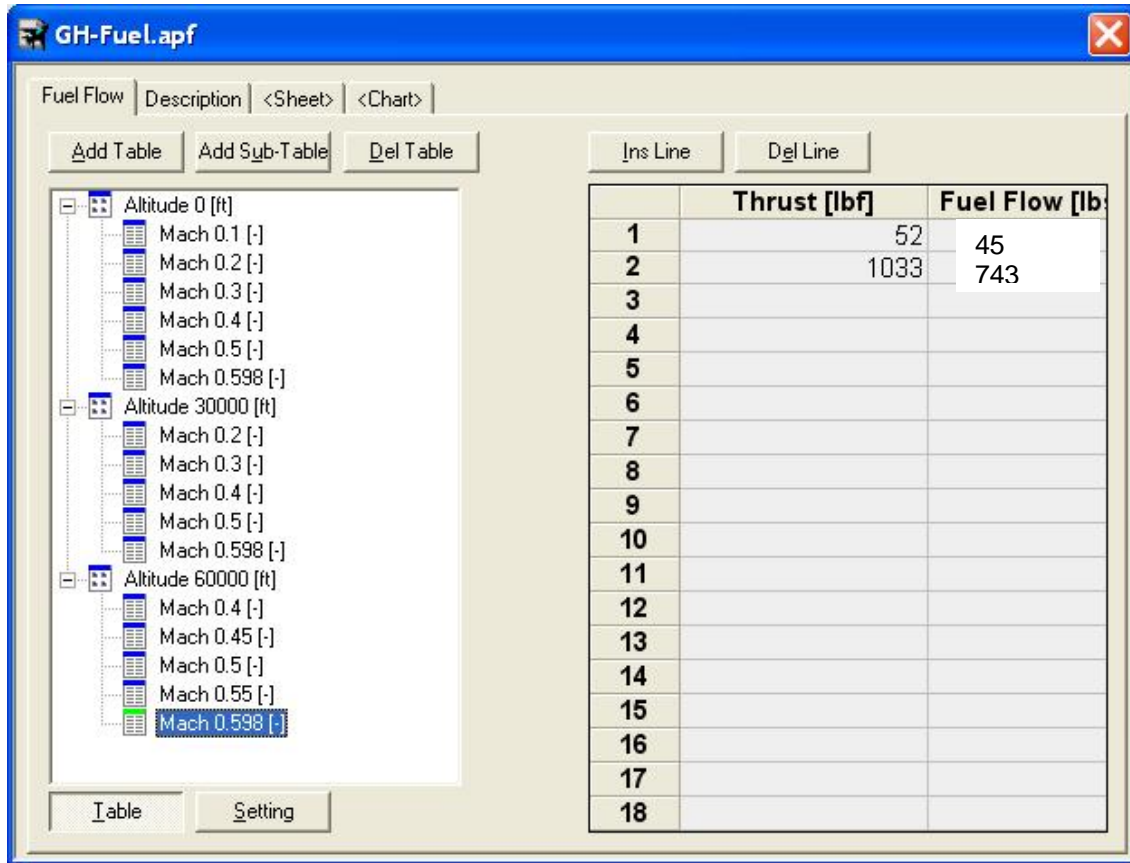 GH-Fuel.apf
Fuel Flow Description <Sheet> <Chart>
Add Table Add Sub-Table Del Table Ins Line Del Line
Altitude 0 [ft]
Mach 0.1 [-]
Mach 0.2 [-]
Mach 0.3 [-]
Mach 0.4 [-]
Mach 0.5 [-]
Mach 0.598 [-]
Altitude 30000 [ft]
Mach 0.2 [-]
Mach 0.3 [-]
Mach 0.4 [-]
Mach 0.5 [-]
Mach 0.598 [-]
Altitude 60000 [ft]
Mach 0.4 [-]
Mach 0.45 [-]
Mach 0.5 [-]
Mach 0.55 [-]
Mach 0.598 [-]
Table Setting
Thrust [lbf] Fuel Flow [lbs
1 52 45
2 1033 743
3
4
5
6
7
8
9
10
11
12
13
14
15
16
17
18